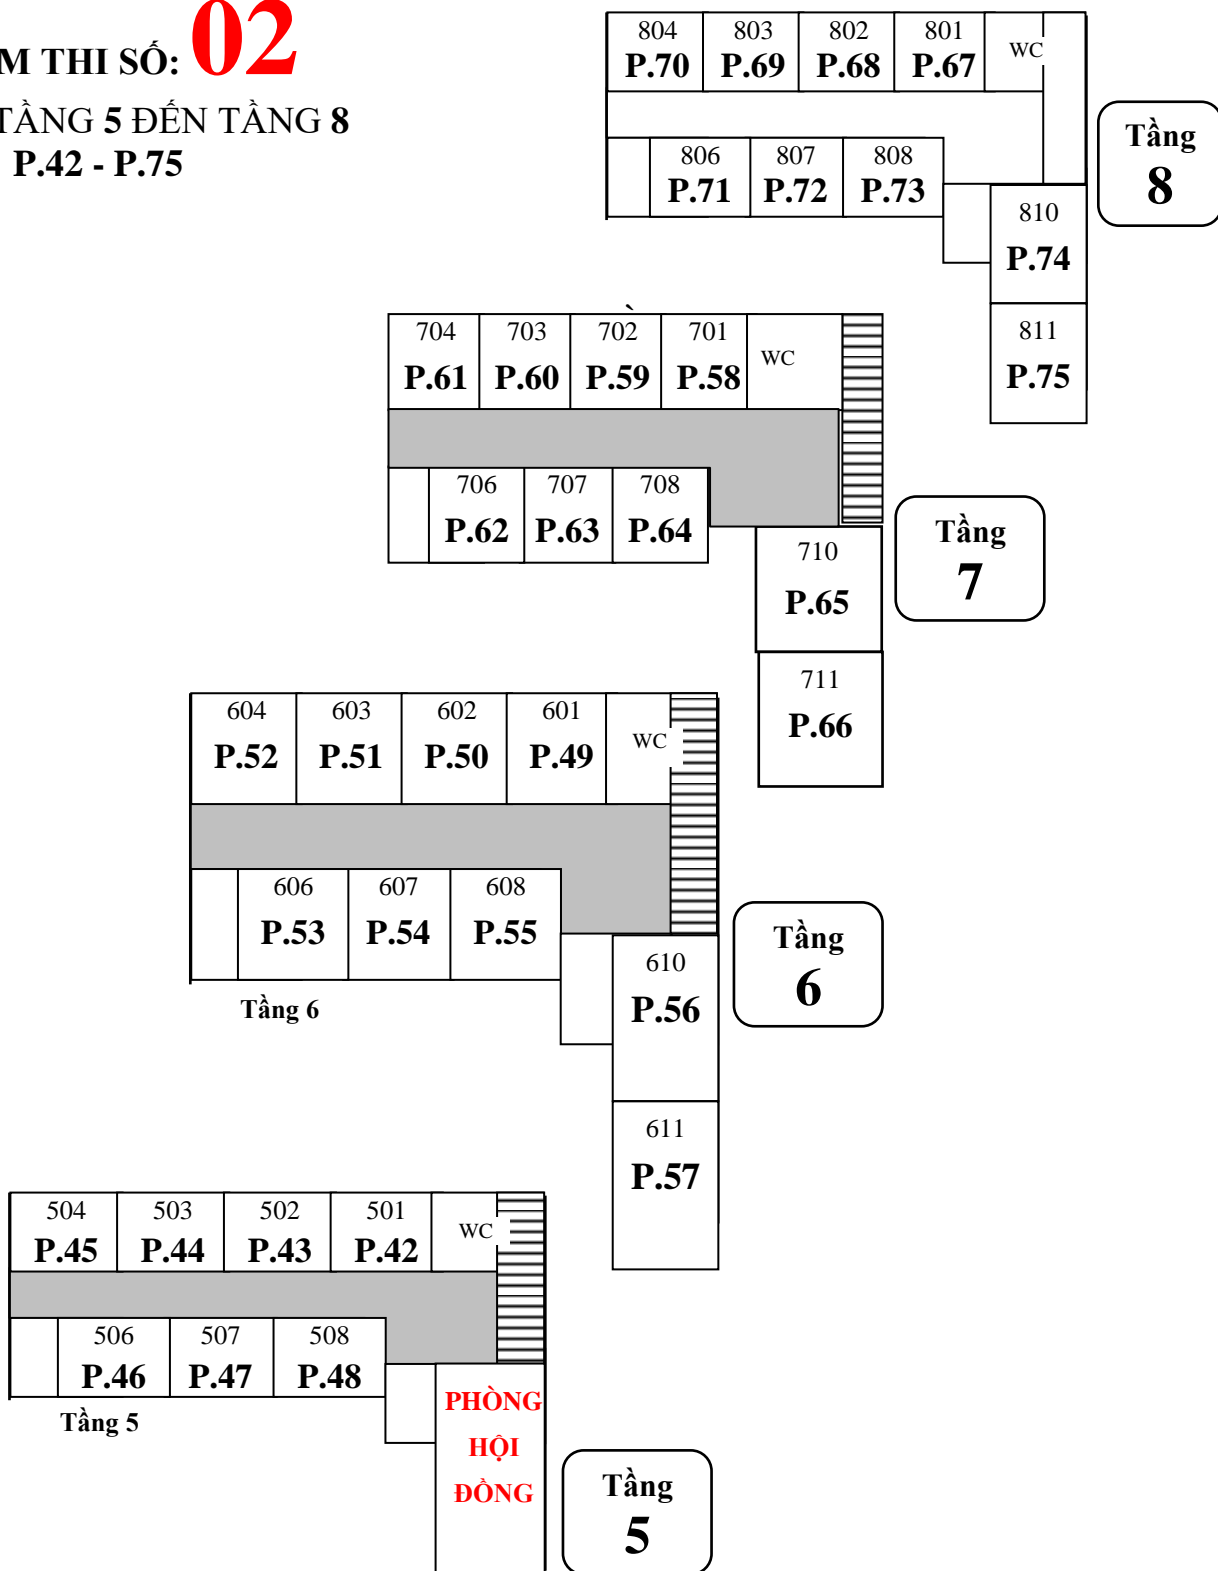 M THI SỐ: 02
TẦNG 5 ĐẾN TẦNG 8
P.42 - P.75
804 803 802 801 WC
P.70 P.69 P.68 P.67
806 807 808
P.71 P.72 P.73
810
P.74
811
P.75
Tầng
8
704 703 702 701 WC
P.61 P.60 P.59 P.58
706 707 708
P.62 P.63 P.64
710
P.65
711
P.66
Tầng
7
604 603 602 601 WC
P.52 P.51 P.50 P.49
606 607 608
P.53 P.54 P.55
Tầng 6
610
P.56
611
P.57
Tầng
6
504 503 502 501 WC
P.45 P.44 P.43 P.42
506 507 508
P.46 P.47 P.48
Tầng 5
PHÒNG
HỘI
ĐỒNG
Tầng
5